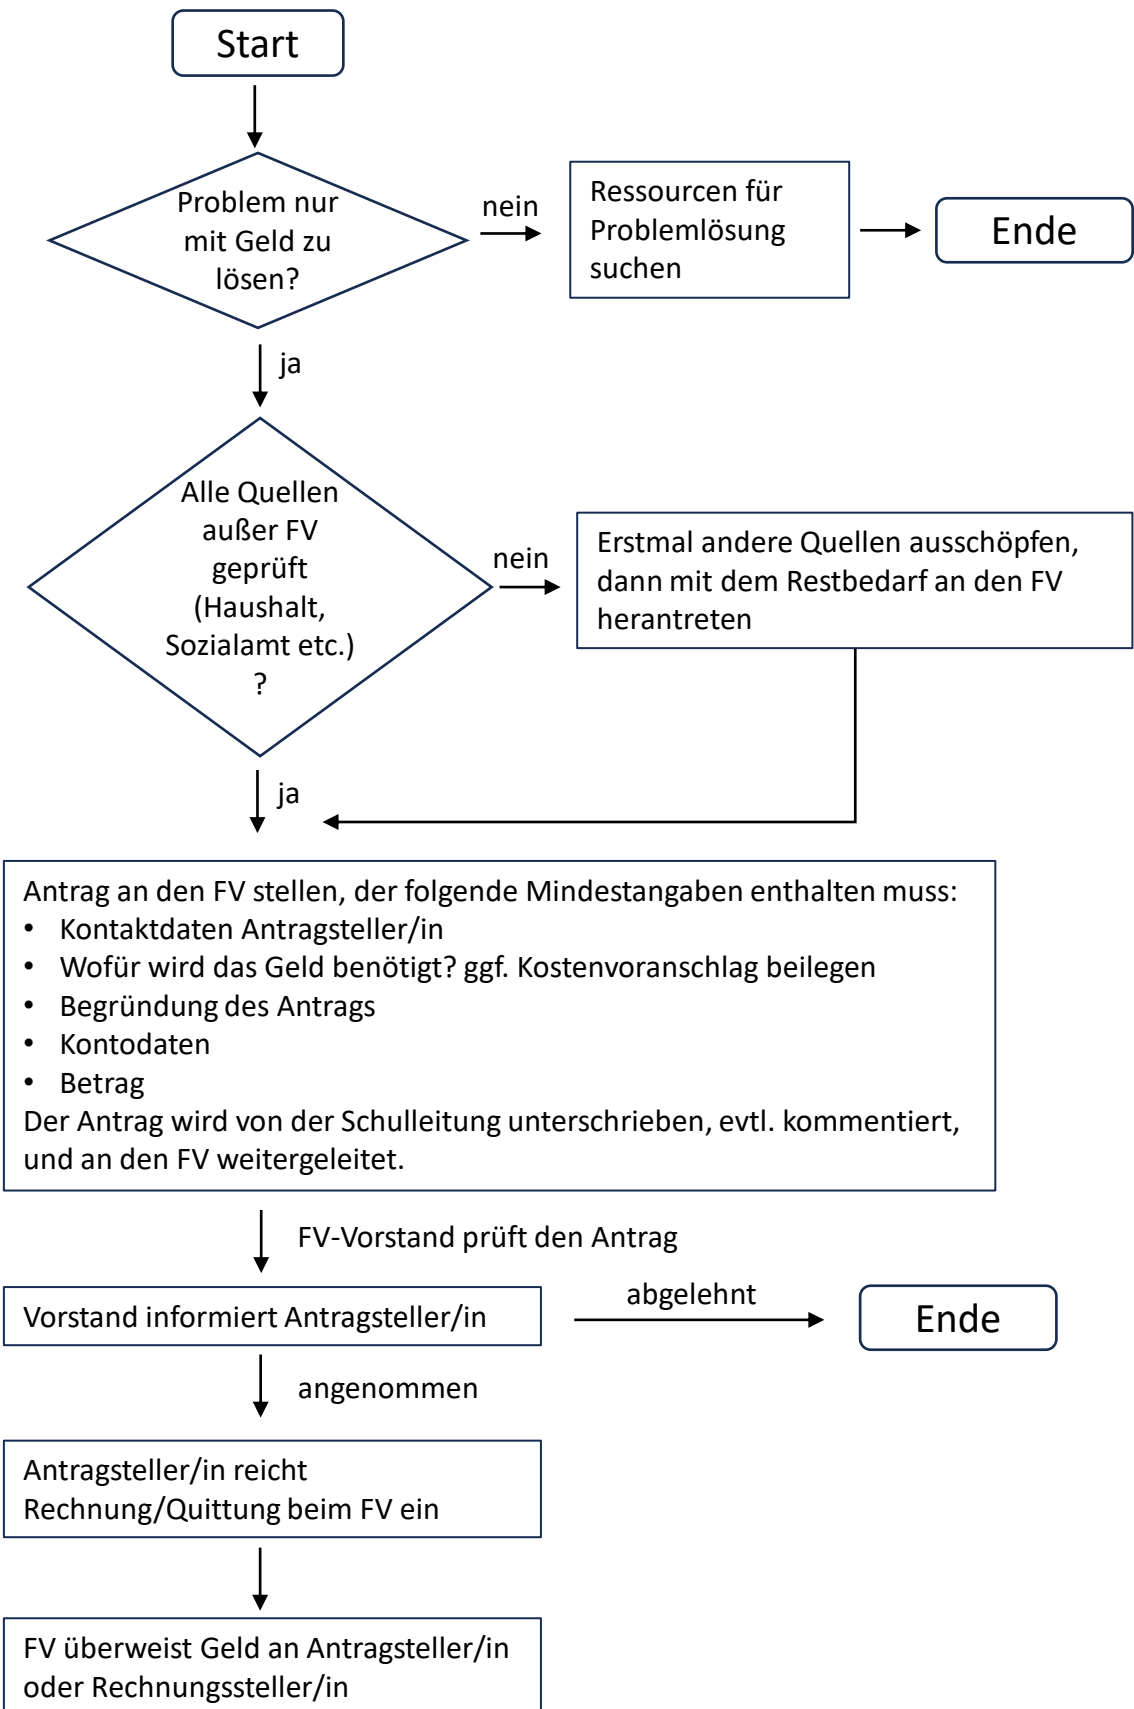 Start
Problem nur
mit Geld zu
lösen?
nein
Ressourcen für
Problemlösung
suchen
Ende
ja
Alle Quellen
außer FV
geprüft
(Haushalt,
Sozialamt etc.)
?
nein
Erstmal andere Quellen ausschöpfen,
dann mit dem Restbedarf an den FV
herantreten
ja
Antrag an den FV stellen, der folgende Mindestangaben enthalten muss:
• Kontaktdaten Antragsteller/in
• Wofür wird das Geld benötigt? ggf. Kostenvoranschlag beilegen
• Begründung des Antrags
• Kontodaten
• Betrag
Der Antrag wird von der Schulleitung unterschrieben, evtl. kommentiert,
und an den FV weitergeleitet.
FV-Vorstand prüft den Antrag
Vorstand informiert Antragsteller/in
abgelehnt
Ende
angenommen
Antragsteller/in reicht
Rechnung/Quittung beim FV ein
FV überweist Geld an Antragsteller/in
oder Rechnungssteller/in